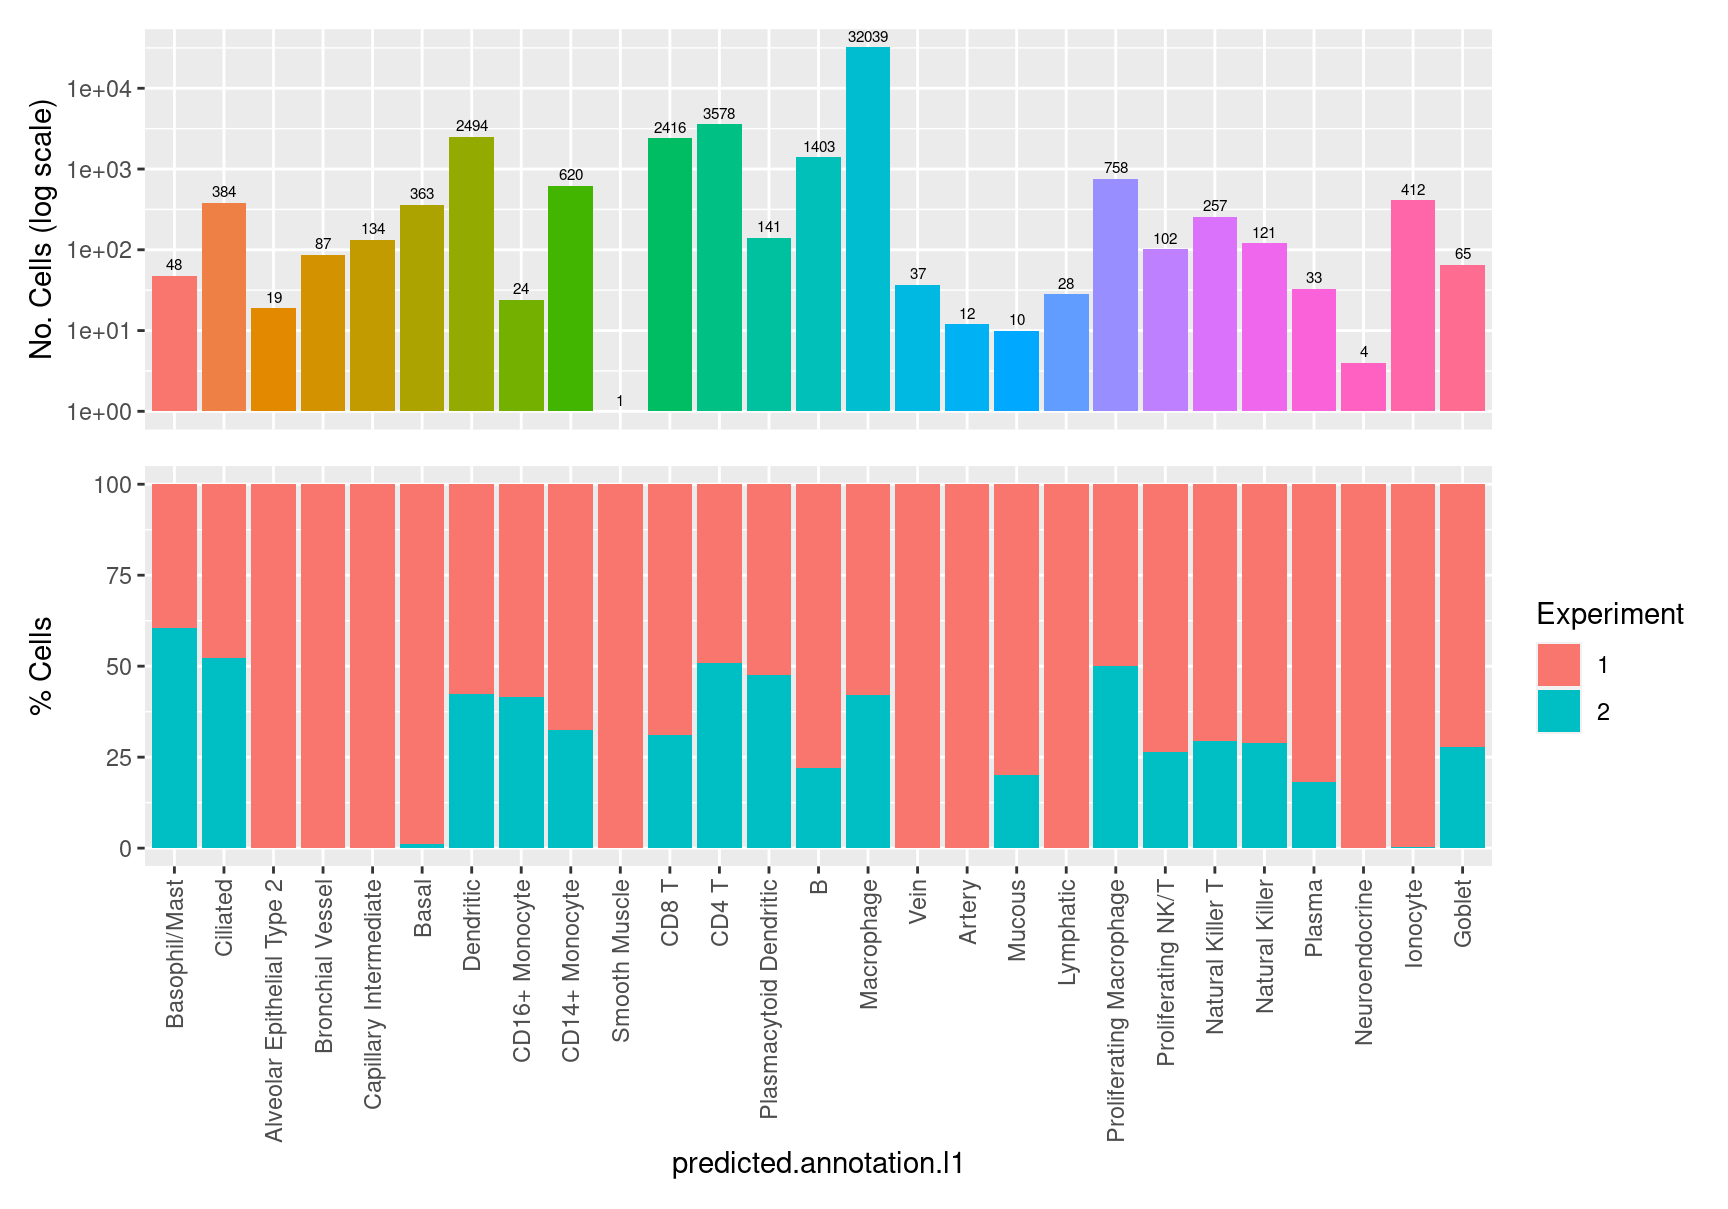 No. Cells (log scale)
1e+04
1e+03
1e+02
1e+01
1e+00
48
384
19
87
134
363
2494
24
620
1
2416
3578
141
1403
32039
37
12
10
28
758
102
257
121
33
4
412
65
% Cells
100
75
50
25
0
Basophil/Mast
Ciliated
Alveolar Epithelial Type 2
Bronchial Vessel
Capillary Intermediate
Basal
Dendritic
CD16+ Monocyte
CD14+ Monocyte
Smooth Muscle
CD8 T
CD4 T
Plasmacytoid Dendritic
B
Macrophage
Vein
Artery
Mucous
Lymphatic
Proliferating Macrophage
Proliferating NK/T
Natural Killer T
Natural Killer
Plasma
Neuroendocrine
Ionocyte
Goblet
predicted.annotation.l1
Experiment
1
2